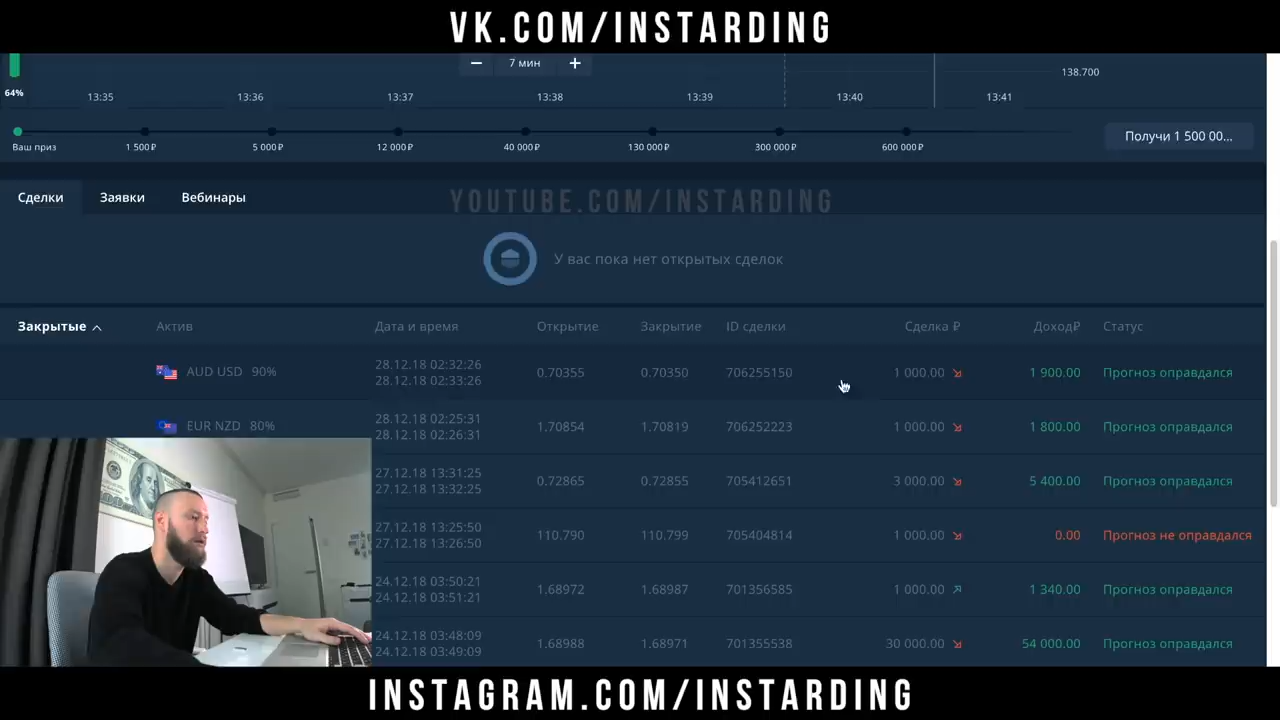 VK.COM/INSTARDING
7 мин
138.700
64%
13:35 13:36 13:37 13:38 13:39 13:40 13:41
Ваш приз 1 500₽ 5 000₽ 12 000₽ 40 000₽ 130 000₽ 300 000₽ 600 000₽
Получи 1 500 00...
Сделки Заявки Вебинары
YOUTUBE.COM/INSTARDING
У вас пока нет открытых сделок
Закрытые Актив Дата и время Открытие Закрытие ID сделки Сделка ₽ Доход₽ Статус
AUD USD 90% 28.12.18 02:32:26 0.70355 0.70350 706255150 1 000.00 1 900.00 Прогноз оправдался
28.12.18 02:33:26
EUR NZD 80% 28.12.18 02:25:31 1.70854 1.70819 706252223 1 000.00 1 800.00 Прогноз оправдался
28.12.18 02:26:31
27.12.18 13:31:25 0.72865 0.72855 705412651 3 000.00 5 400.00 Прогноз оправдался
27.12.18 13:32:25
27.12.18 13:25:50 110.790 110.799 705404814 1 000.00 0.00 Прогноз не оправдался
27.12.18 13:26:50
24.12.18 03:50:21 1.68972 1.68987 701356585 1 000.00 1 340.00 Прогноз оправдался
24.12.18 03:51:21
24.12.18 03:48:09 1.68988 1.68971 701355538 30 000.00 54 000.00 Прогноз оправдался
24.12.18 03:49:09
INSTAGRAM.COM/INSTARDING